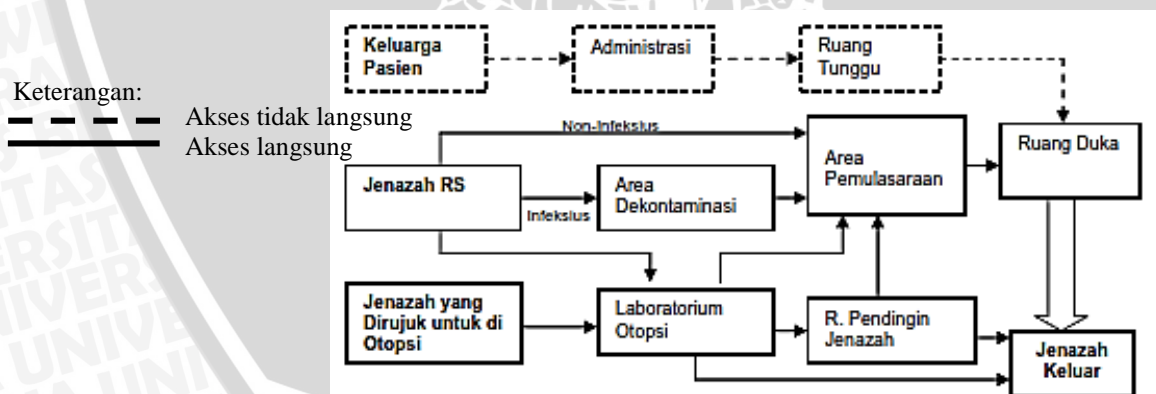 Keluarga
Pasien
Administrasi
Ruang
Tunggu
Keterangan:
Akses tidak langsung
Akses langsung
Non-Infeksius
Ruang Duka
Area
Pemulasaraan
Jenazah RS
Infeksius
Area
Dekontaminasi
Jenazah yang
Dirujuk untuk di
Otopsi
Laboratorium
Otopsi
R. Pendingin
Jenazah
Jenazah
Keluar